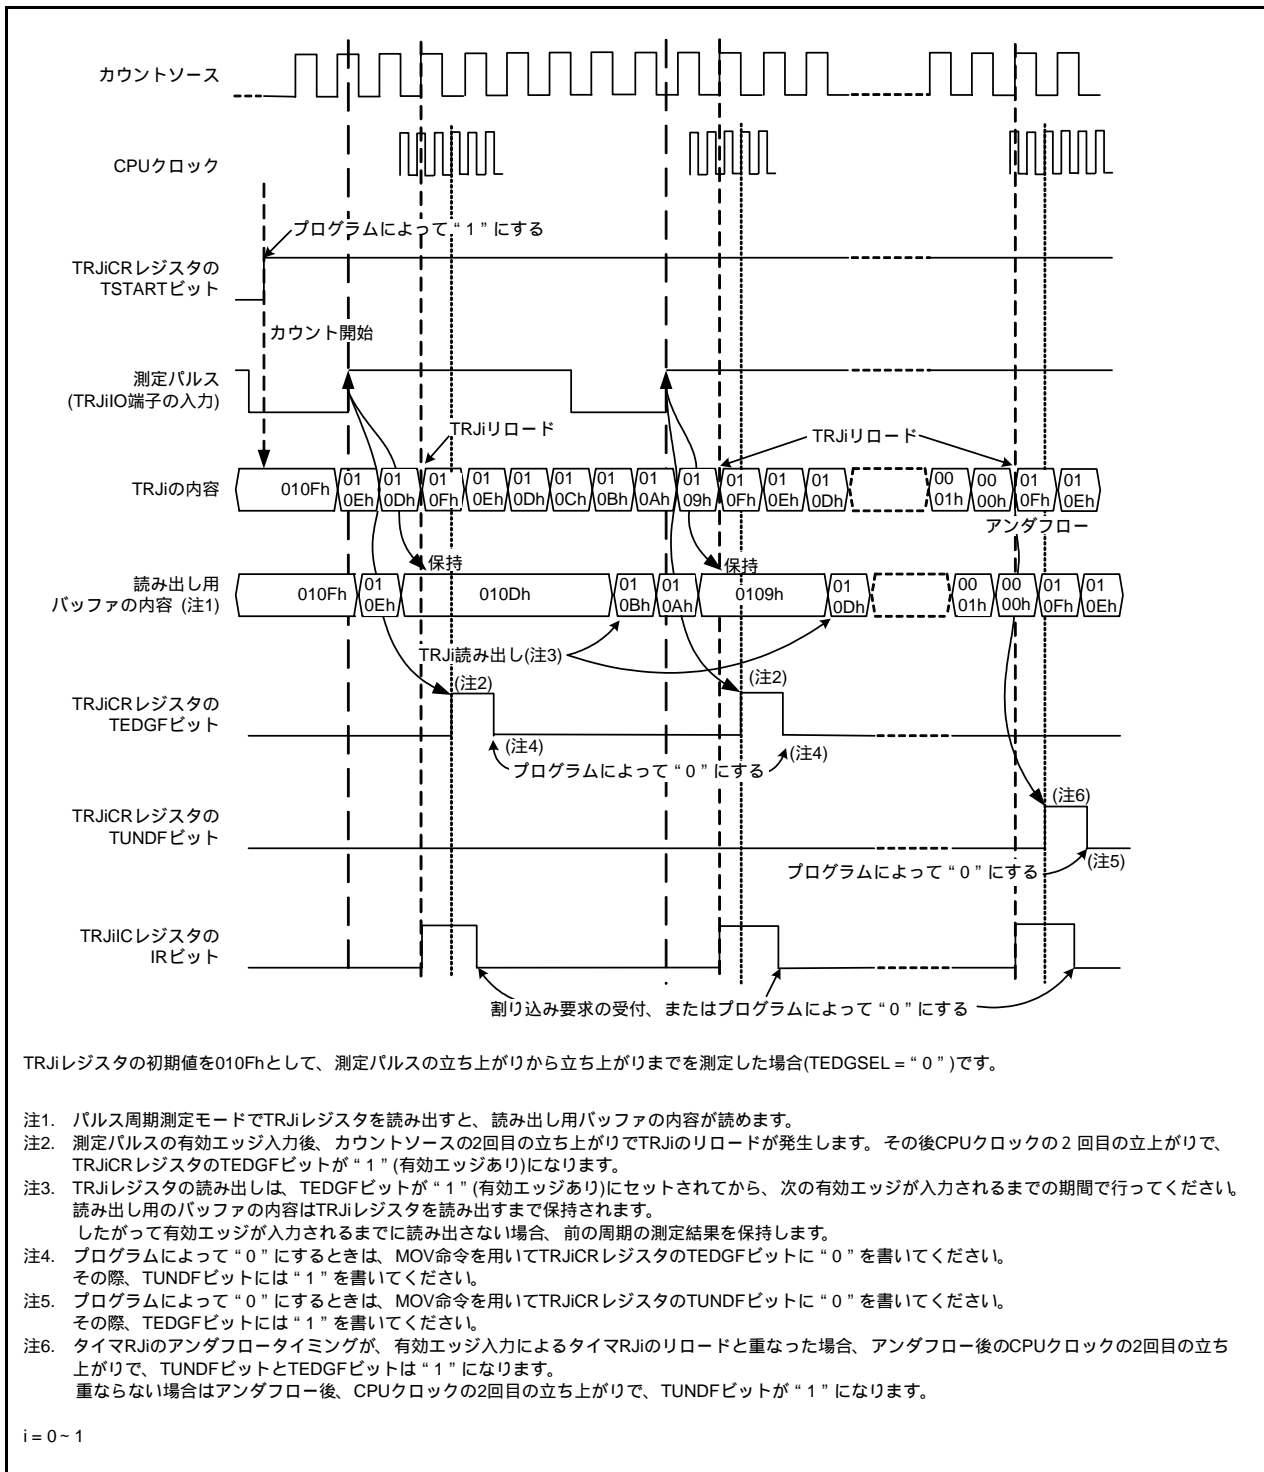 カウントソース
CPUクロック
プログラムによって“1”にする
TRJiCRレジスタの
TSTARTビット
カウント開始
測定パルス
(TRJiIO端子の入力)
TRJiリロード
TRJiリロード
TRJiの内容
010Fh
01 0Eh
01 0Dh
01 0Fh
01 0Eh
01 0Dh
01 0Ch
01 0Bh
01 0Ah
01 09h
01 0Fh
01 0Eh
01 0Dh
00 01h
00 00h
01 0Fh
01 0Eh
アンダフロー
保持
保持
読み出し用
バッファの内容 (注1)
010Fh
01 0Eh
010Dh
01 0Bh
01 0Ah
0109h
01 0Dh
00 01h
00 00h
01 0Fh
01 0Eh
TRJi読み出し(注3)
(注2)
(注2)
TRJiCRレジスタの
TEDGFビット
(注4)
(注4)
プログラムによって“0”にする
TRJiCRレジスタの
TUNDFビット
(注6)
プログラムによって“0”にする
(注5)
TRJiICレジスタの
IRビット
割り込み要求の受付、またはプログラムによって“0”にする
TRJiレジスタの初期値を010Fhとして、測定パルスの立ち上がりから立ち上がりまでを測定した場合(TEDGSEL =“0”)です。
注1. パルス周期測定モードでTRJiレジスタを読み出すと、読み出し用バッファの内容が読めます。
注2. 測定パルスの有効エッジ入力後、カウントソースの2回目の立ち上がりでTRJiのリロードが発生します。その後CPUクロックの2回目の立上がりで、
TRJiCRレジスタのTEDGFビットが“1”(有効エッジあり)になります。
注3. TRJiレジスタの読み出しは、TEDGFビットが“1”(有効エッジあり)にセットされてから、次の有効エッジが入力されるまでの期間で行ってください。
読み出し用のバッファの内容はTRJiレジスタを読み出すまで保持されます。
したがって有効エッジが入力されるまでに読み出さない場合、前の周期の測定結果を保持します。
注4. プログラムによって“0”にするときは、MOV命令を用いてTRJiCRレジスタのTEDGFビットに“0”を書いてください。
その際、TUNDFビットには“1”を書いてください。
注5. プログラムによって“0”にするときは、MOV命令を用いてTRJiCRレジスタのTUNDFビットに“0”を書いてください。
その際、TEDGFビットには“1”を書いてください。
注6. タイマRJiのアンダフロータイミングが、有効エッジ入力によるタイマRJiのリロードと重なった場合、アンダフロー後のCPUクロックの2回目の立ち
上がりで、TUNDFビットとTEDGFビットは“1”になります。
重ならない場合はアンダフロー後、CPUクロックの2回目の立ち上がりで、TUNDFビットが“1”になります。
i = 0 ~ 1